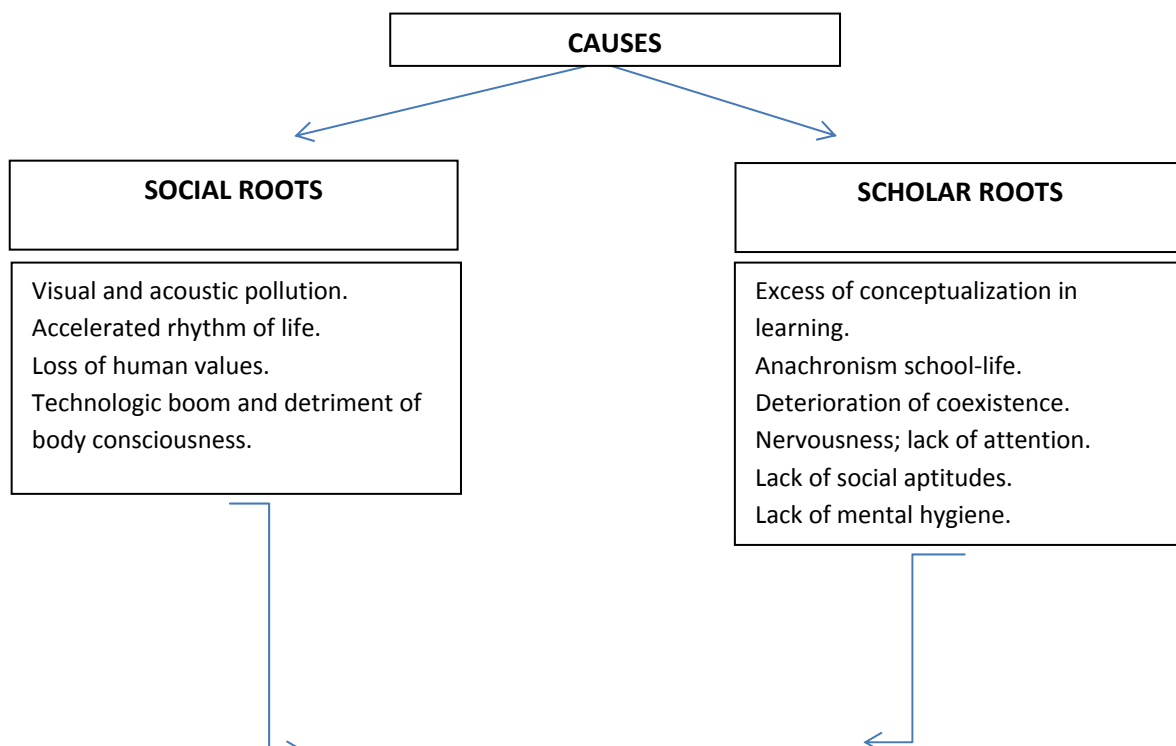 CAUSES
SOCIAL ROOTS
Visual and acoustic pollution.
Accelerated rhythm of life.
Loss of human values.
Technologic boom and detriment of
body consciousness.
SCHOLAR ROOTS
Excess of conceptualization in
learning.
Anachronism school-life.
Deterioration of coexistence.
Nervousness; lack of attention.
Lack of social aptitudes.
Lack of mental hygiene.